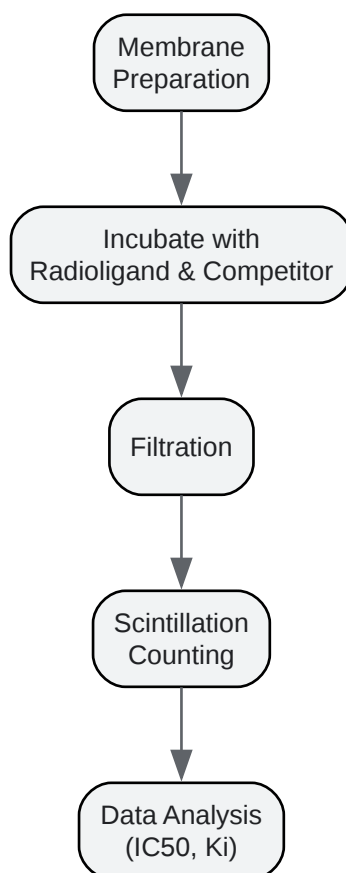 Membrane
Preparation
Incubate with
Radioligand & Competitor
Filtration
Scintillation
Counting
Data Analysis
(IC50, Ki)